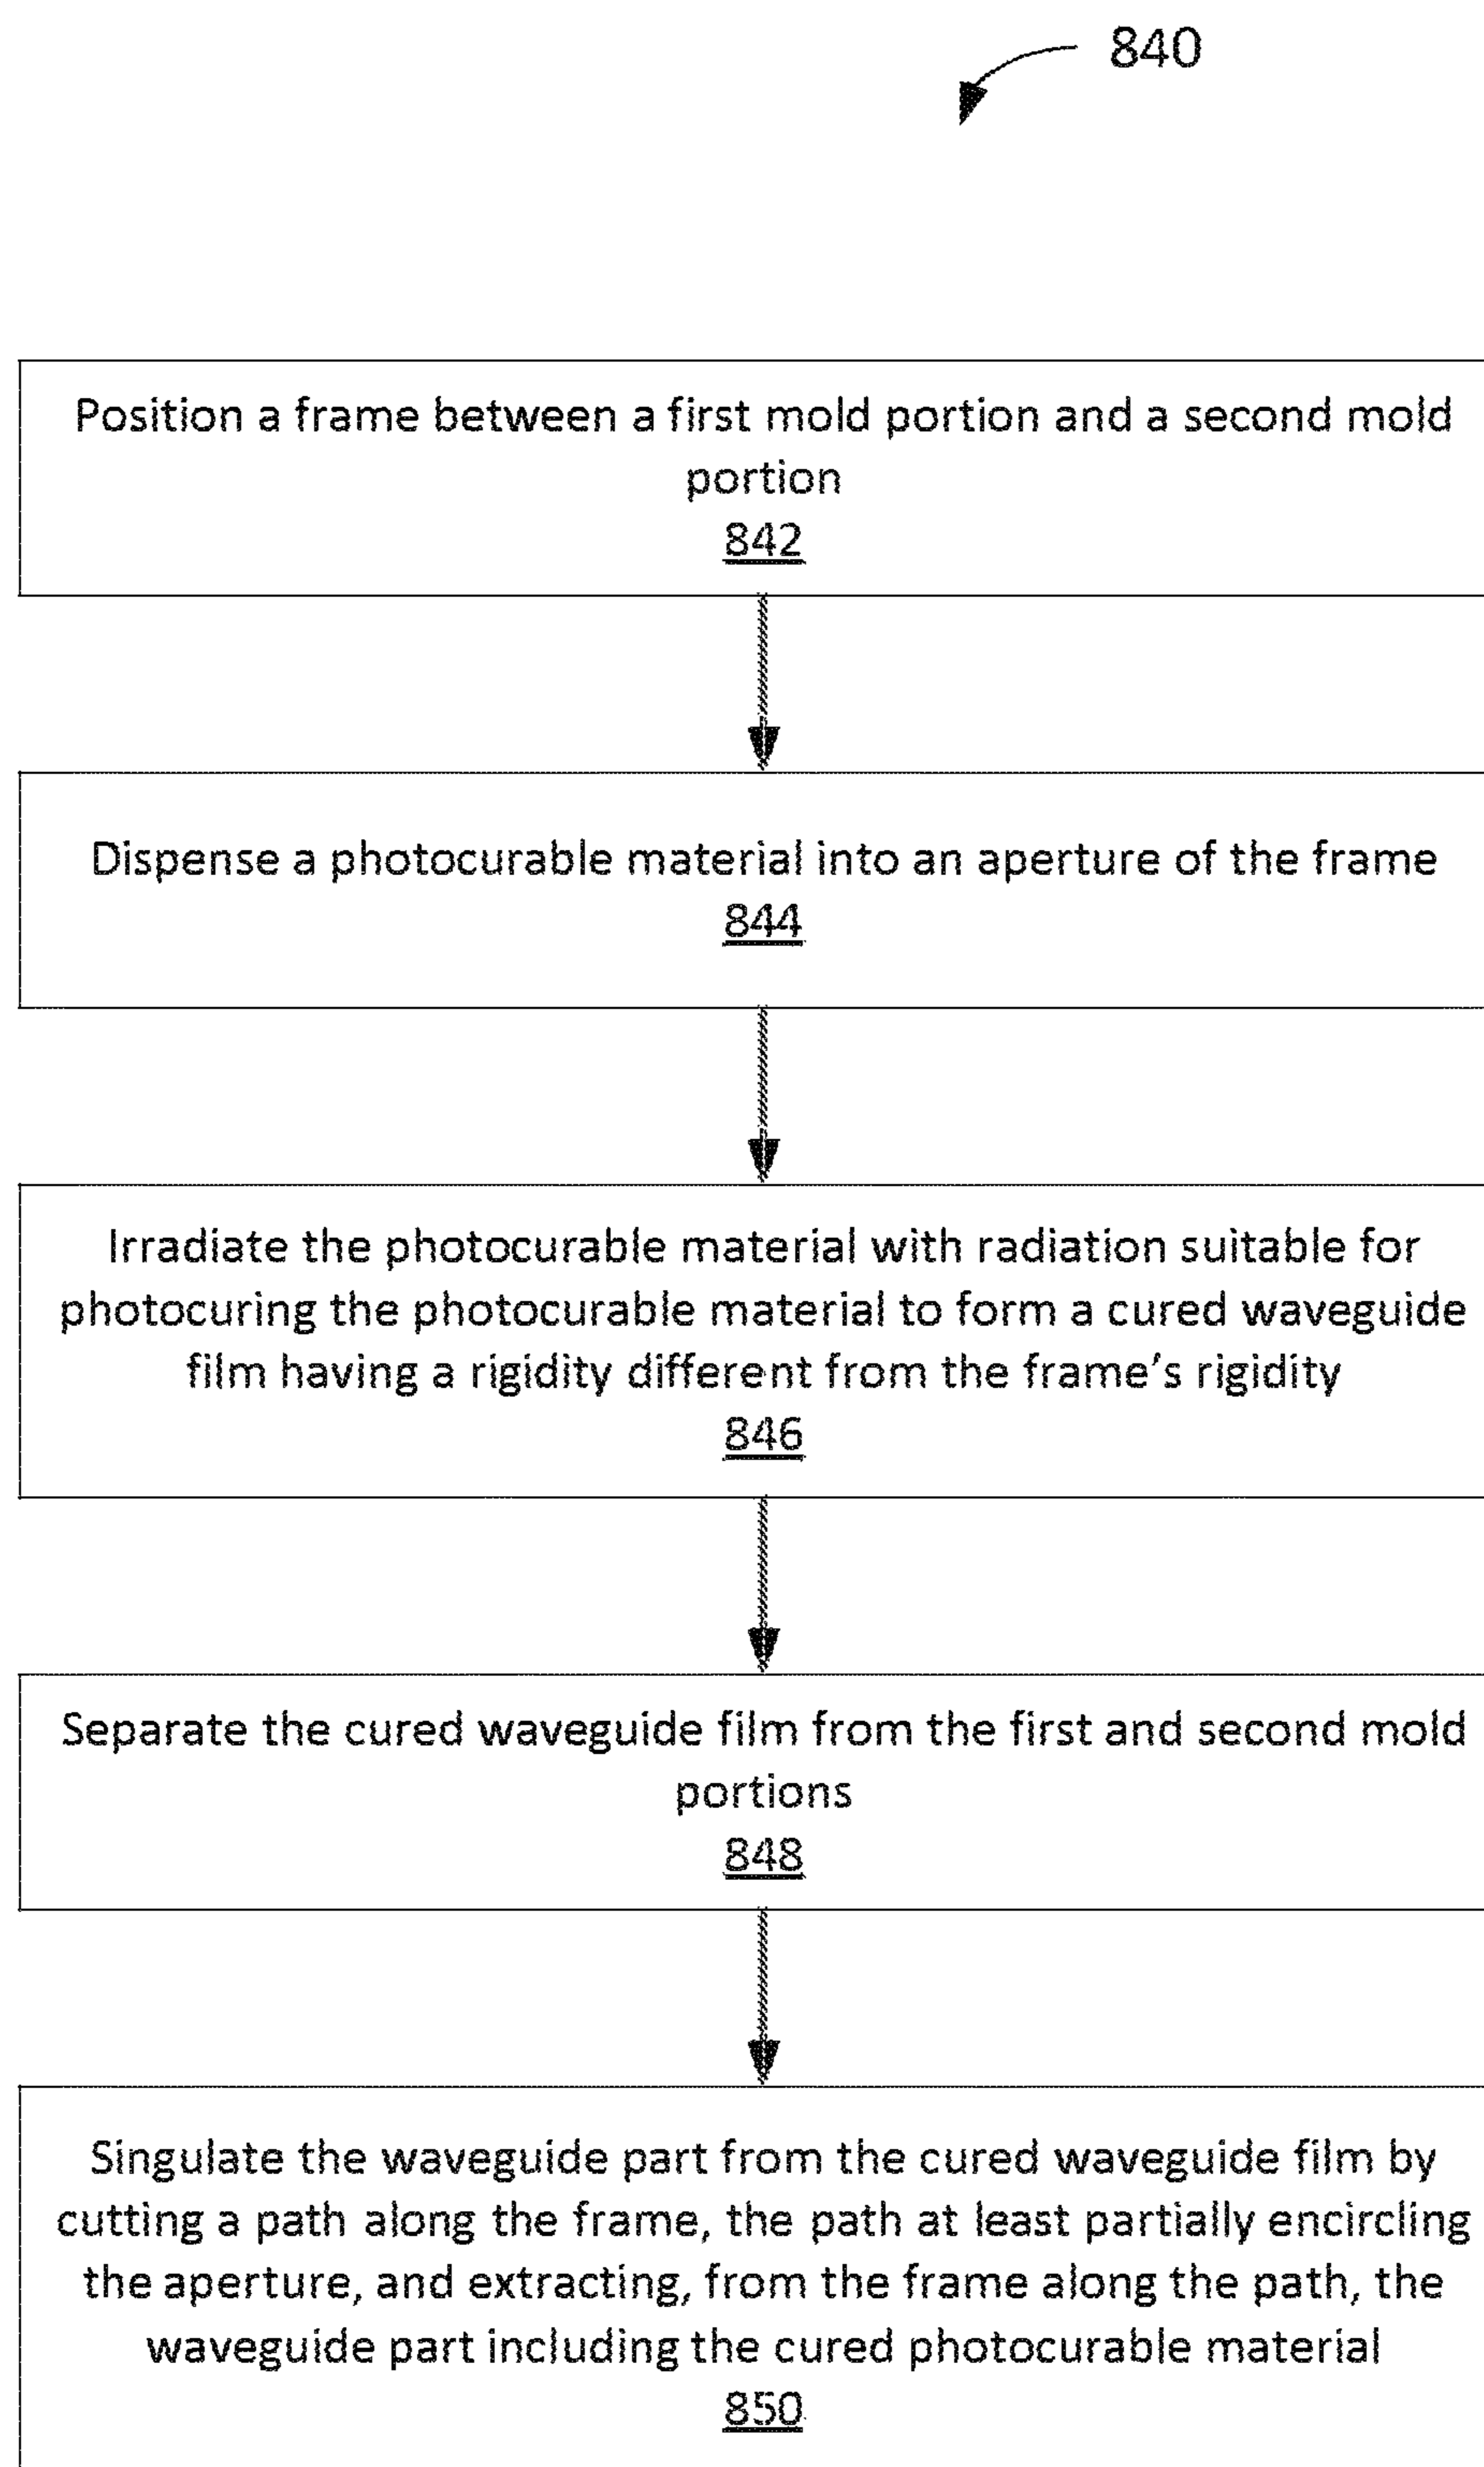 840
Position a frame between a first mold portion and a second mold
portion
842
Dispense a photocurable material into an aperture of the frame
844
Irradiate the photocurable material with radiation suitable for
photocuring the photocurable material to form a cured waveguide
film having a rigidity different from the frame's rigidity
846
Separate the cured waveguide film from the first and second mold
portions
848
Singulate the waveguide part from the cured waveguide film by
cutting a path along the frame, the path at least partially encircling
the aperture, and extracting, from the frame along the path, the
waveguide part including the cured photocurable material
850